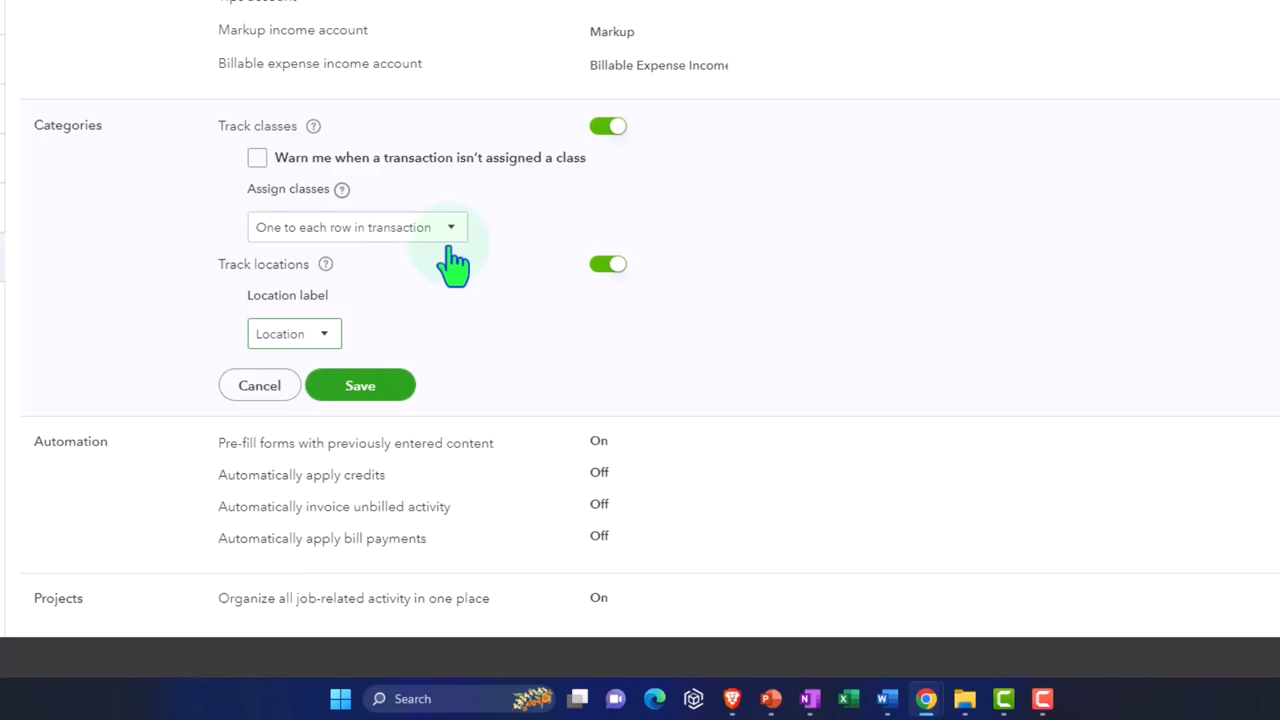 Tips account
Markup income account
Markup
Billable expense income account
Billable Expense Income
Categories
Track classes ?
Warn me when a transaction isn't assigned a class
Assign classes ?
One to each row in transaction
Track locations ?
Location label
Location
Cancel
Save
Automation
Pre-fill forms with previously entered content
On
Automatically apply credits
Off
Automatically invoice unbilled activity
Off
Automatically apply bill payments
Off
Projects
Organize all job-related activity in one place
On
Search